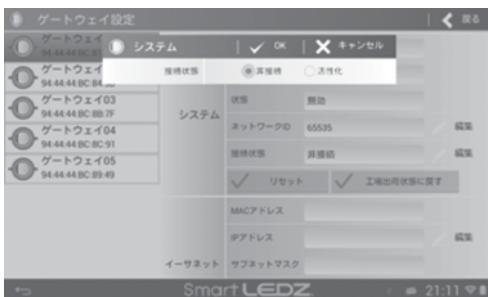 ゲートウェイ設定
戻る
ゲートウェイ
システム
OK
キャンセル
接続状態
非接続
活性化
ゲートウェイ
94:44:44:BC:84
ゲートウェイ03
94:44:44:BC:BB:7F
ゲートウェイ04
94:44:44:BC:BC:91
ゲートウェイ05
94:44:44:BC:89:49
システム
状態
無効
ネットワークID
65535
編集
接続状態
非接続
編集
リセット
工場出荷状態に戻す
MACアドレス
IPアドレス
編集
イーサネット
サブネットマスク
Smart LEDZ
21:11